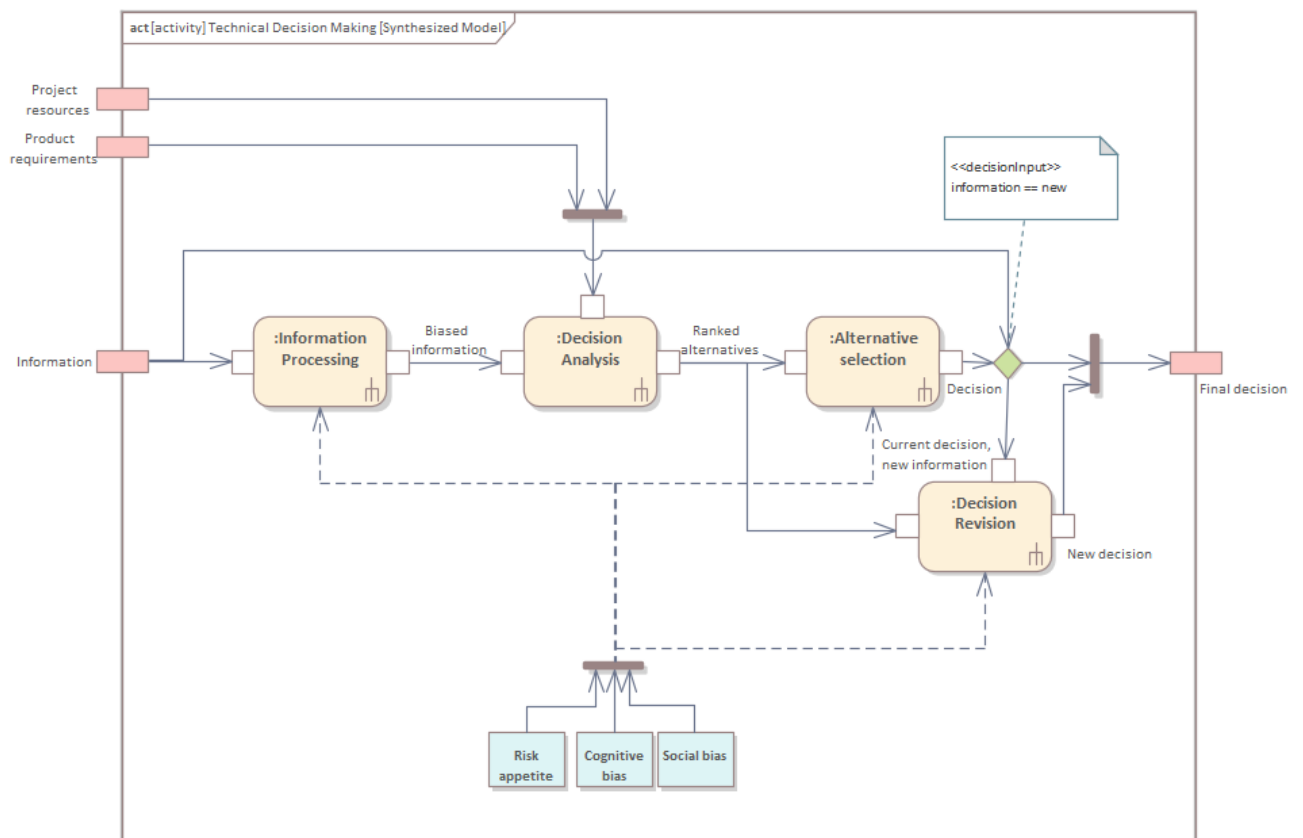 act [activity] Technical Decision Making [Synthesized Model]
Project
resources
Product
requirements
<<decisionInput>>
information == new
Information
:Information
Processing
Biased
information
:Decision
Analysis
Ranked
alternatives
:Alternative
selection
Decision
Final decision
Current decision,
new information
:Decision
Revision
New decision
Risk
appetite
Cognitive
bias
Social bias